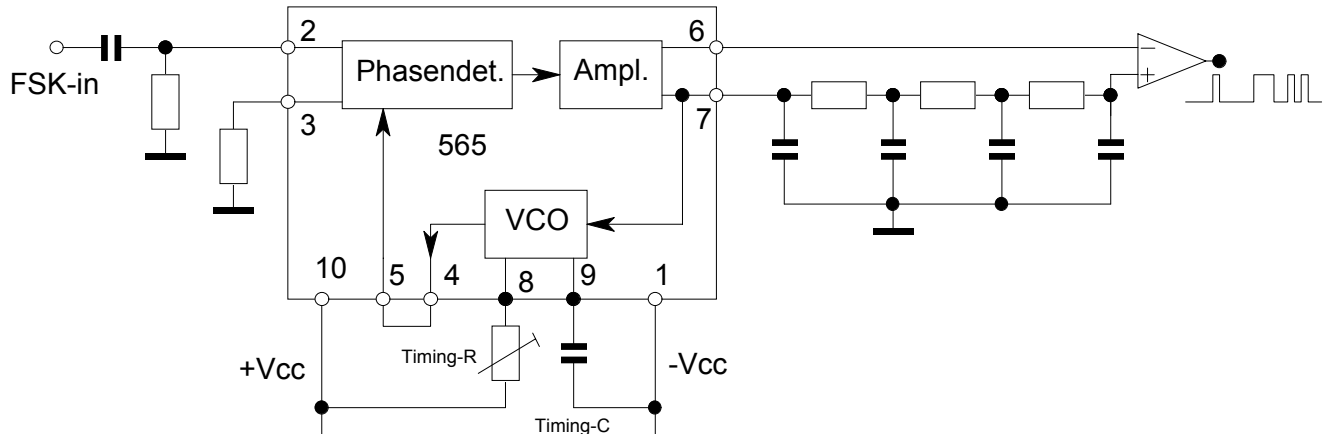 2
6
FSK-in
Phasendet.
Ampl.
−
+
3
7
565
VCO
10
5
4
8
9
1
Timing-R
+Vcc
-Vcc
Timing-C